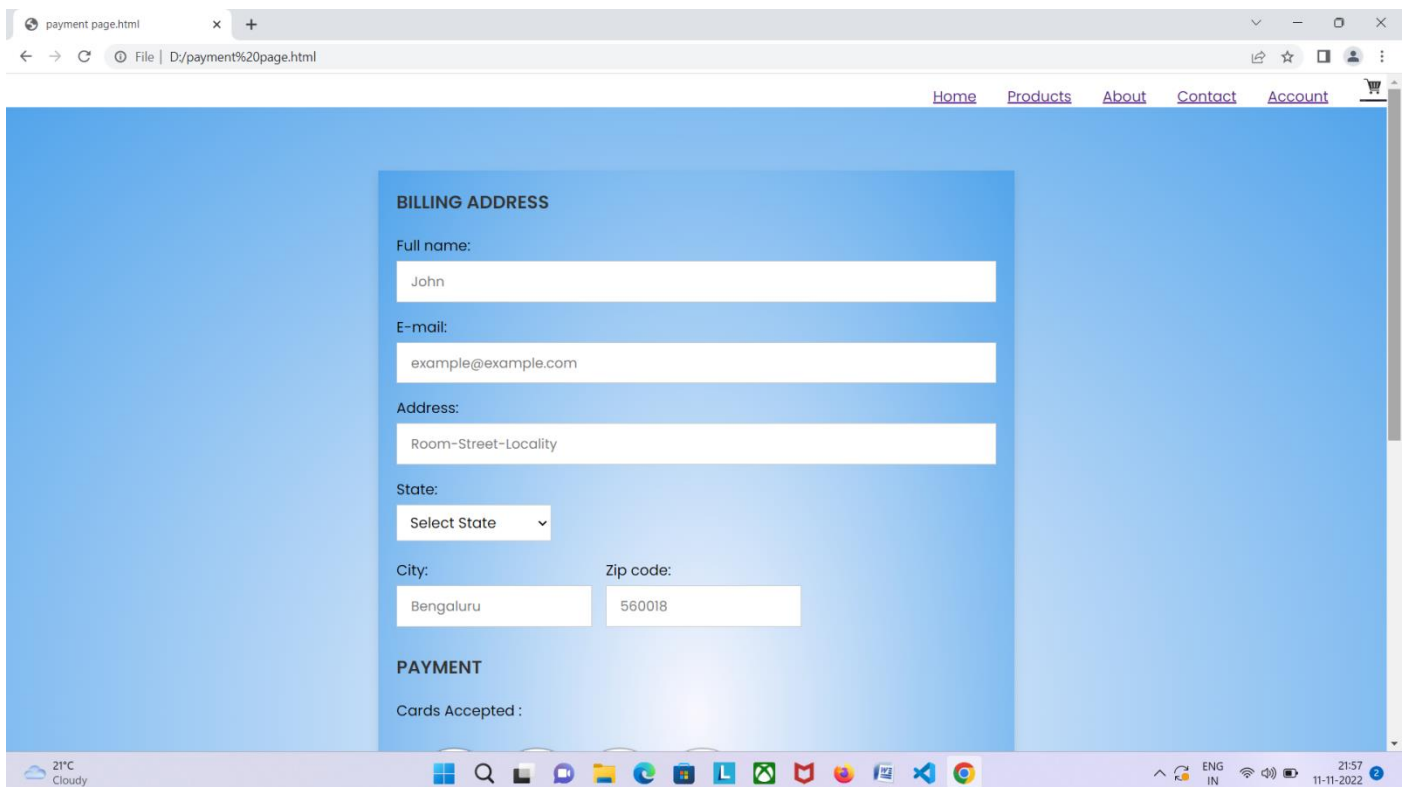 payment page.html
File | D:/payment%20page.html
Home Products About Contact Account
BILLING ADDRESS
Full name:
John
E-mail:
example@example.com
Address:
Room-Street-Locality
State:
Select State
City: Zip code:
Bengaluru 560018
PAYMENT
Cards Accepted :
21°C
Cloudy
L
ENG
IN
21:57
11-11-2022
2